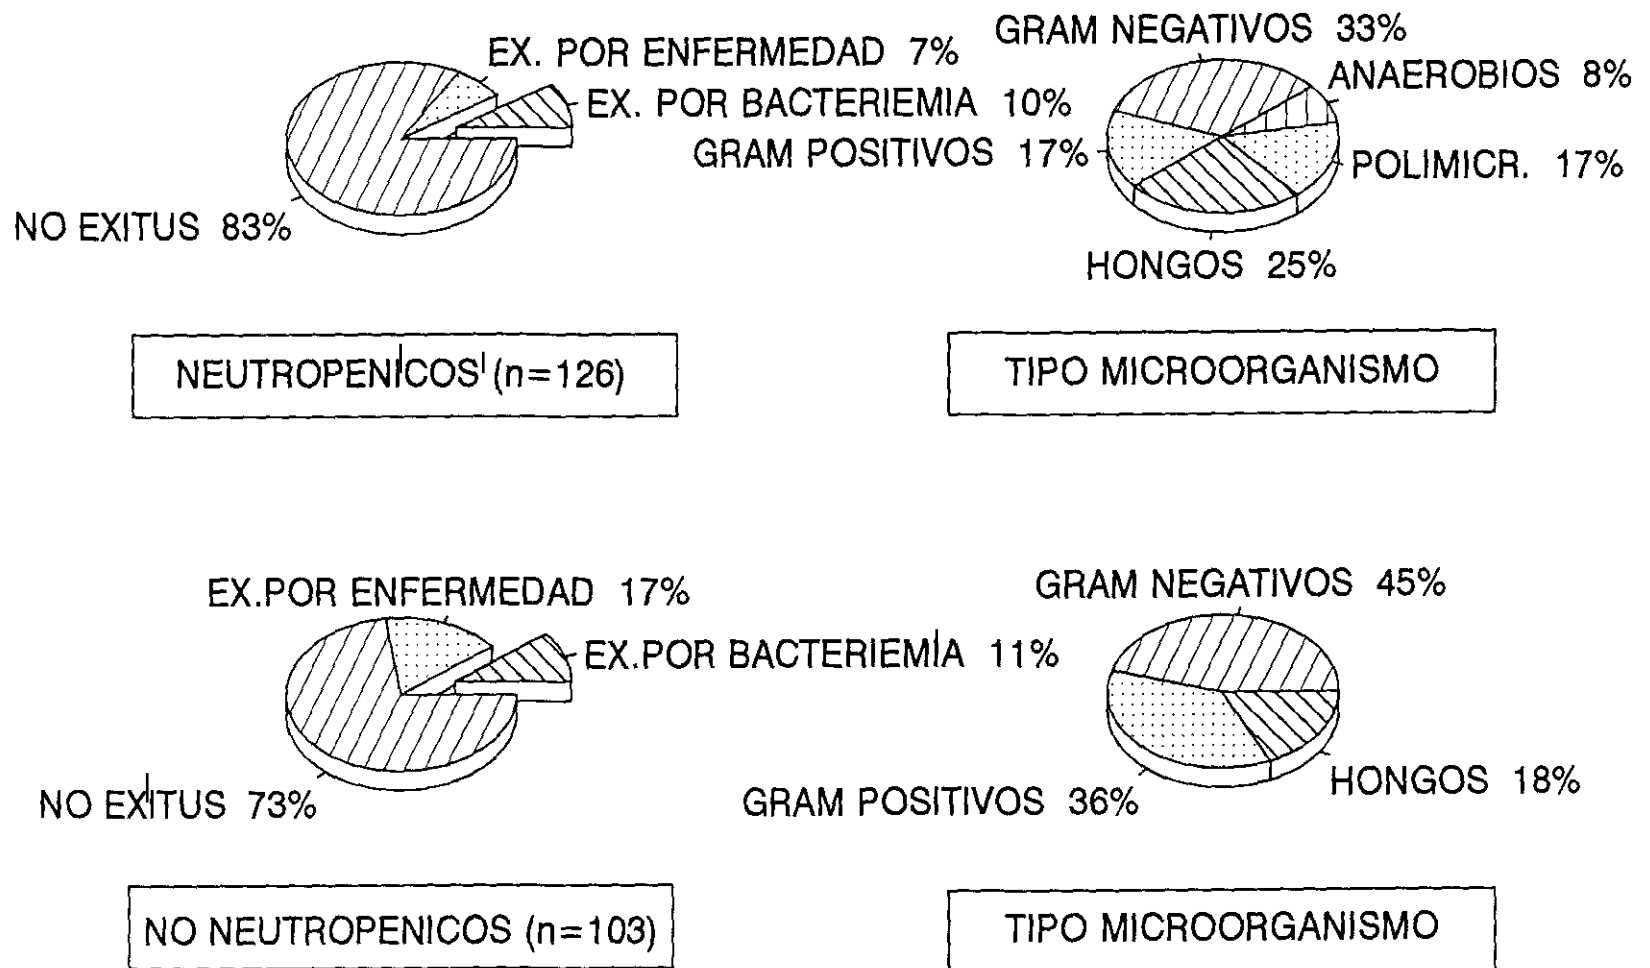 EX. POR ENFERMEDAD 7%
EX. POR BACTERIEMIA 10%
NO EXITUS 83%
NEUTROPENICOS (n=126)
GRAM NEGATIVOS 33%
ANAEROBIOS 8%
GRAM POSITIVOS 17%
POLIMICR. 17%
HONGOS 25%
TIPO MICROORGANISMO
EX.POR ENFERMEDAD 17%
EX.POR BACTERIEMIA 11%
NO EXITUS 73%
NO NEUTROPENICOS (n=103)
GRAM NEGATIVOS 45%
HONGOS 18%
GRAM POSITIVOS 36%
TIPO MICROORGANISMO